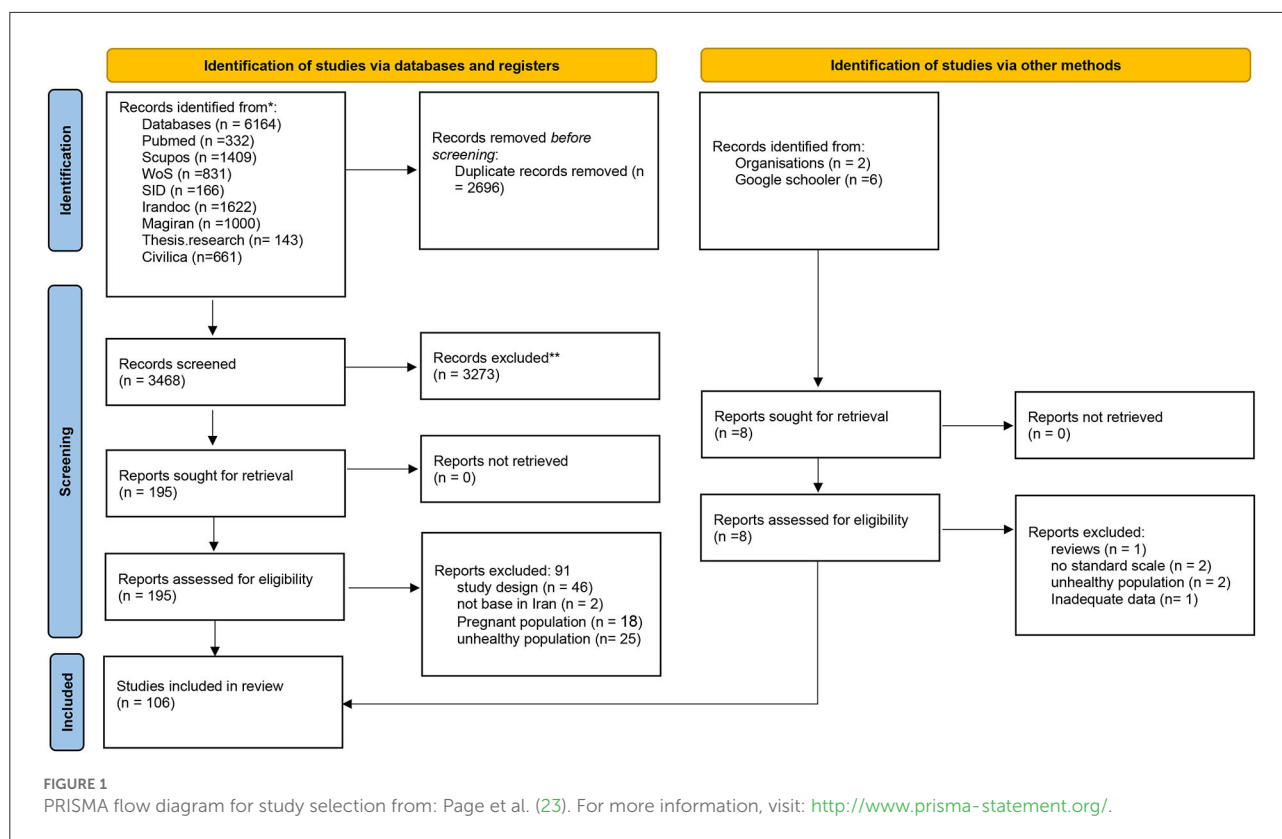 Identification of studies via databases and registers
Identification of studies via other methods
Identification
Records identified from*:
Databases (n = 6164)
Pubmed (n =332)
Scupos (n =1409)
WoS (n =831)
SID (n =166)
Irandoc (n =1622)
Magiran (n =1000)
Thesis.research (n= 143)
Civilica (n=661)
Records removed before
screening:
Duplicate records removed (n
= 2696)
Records identified from:
Organisations (n = 2)
Google schooler (n =6)
Screening
Records screened
(n = 3468)
Records excluded**
(n = 3273)
Reports sought for retrieval
(n = 195)
Reports not retrieved
(n = 0)
Reports sought for retrieval
(n =8)
Reports not retrieved
(n = 0)
Reports assessed for eligibility
(n = 195)
Reports excluded: 91
study design (n = 46)
not base in Iran (n = 2)
Pregnant population (n = 18)
unhealthy population (n= 25)
Reports assessed for eligibility
(n =8)
Reports excluded:
reviews (n = 1)
no standard scale (n = 2)
unhealthy population (n = 2)
Inadequate data (n= 1)
Included
Studies included in review
(n = 106)
FIGURE 1
PRISMA flow diagram for study selection from: Page et al. (23). For more information, visit: http://www.prisma-statement.org/.